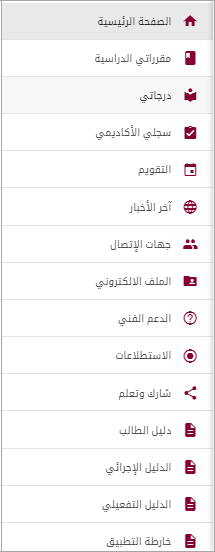 الصفحة الرئيسية
مقرراتي الدراسية
درجاتي
سجلي الأكاديمي
التقويم
آخر الأخبار
جهات الإتصال
الملف الالكتروني
الدعم الفني
الاستطلاعات
شارك وتعلم
دليل الطالب
الدليل الإجرائي
الدليل التفعيلي
خارطة التطبيق